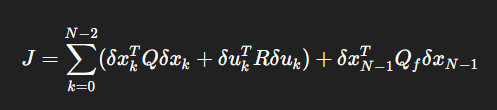 J = \sum_{k=0}^{N-2} (\delta x_k^T Q \delta x_k + \delta u_k^T R \delta u_k) + \delta x_{N-1}^T Q_f \delta x_{N-1}